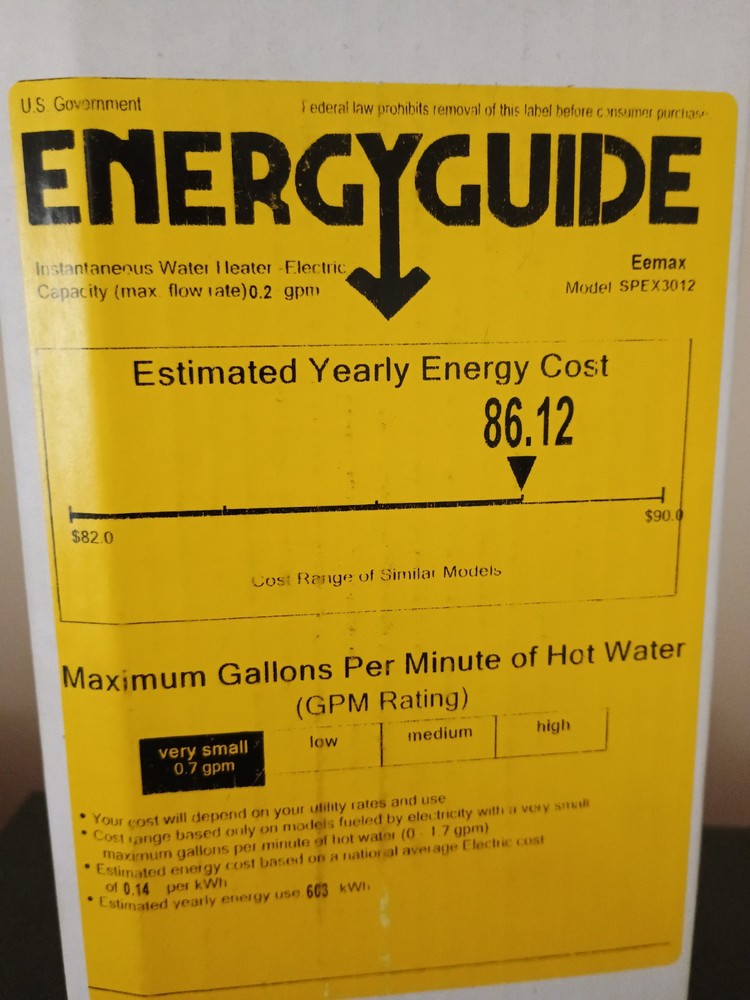 U.S. Government
Federal law prohibits removal of this label before consumer purchase
ENERGYGUIDE
Instantaneous Water Heater -Electric
Capacity (max. flow rate)0.2 gpm
Eemax
Model SPEX3012
Estimated Yearly Energy Cost
86.12
$82.0
$90.0
Cost Range of Similar Models
Maximum Gallons Per Minute of Hot Water
(GPM Rating)
very small
0.7 gpm
low
medium
high
• Your cost will depend on your utility rates and use
• Cost range based only on models fueled by electricity with a very small
maximum gallons per minute of hot water (0 - 1.7 gpm)
• Estimated energy cost based on a national average Electric cost
of 0.14 per kWh
• Estimated yearly energy use 603 kWh